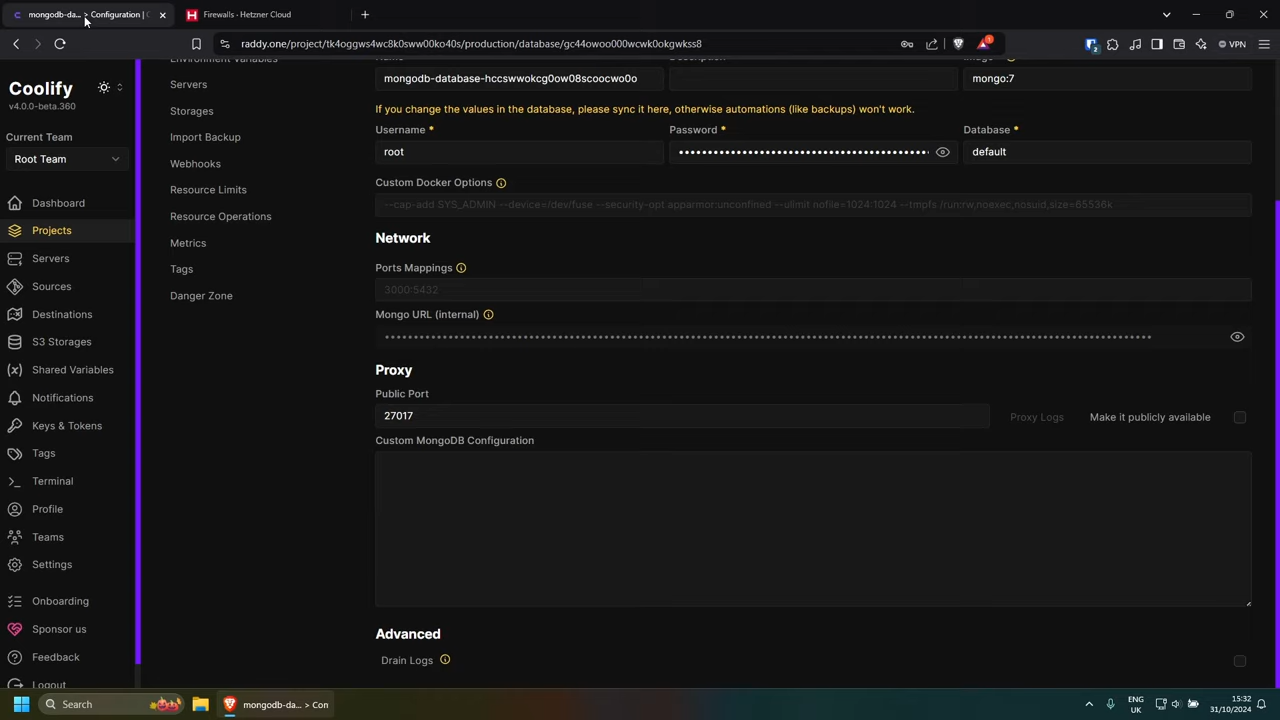 mongodb-da... > Configuration | C
Firewalls · Hetzner Cloud
raddy.one/project/tk4oggws4wc8k0sww00ko40s/production/database/gc44owoo000wcwk0okgwkss8
VPN
Coolify
v4.0.0-beta.360
Current Team
Root Team
Dashboard
Projects
Servers
Sources
Destinations
S3 Storages
Shared Variables
Notifications
Keys & Tokens
Tags
Terminal
Profile
Teams
Settings
Onboarding
Sponsor us
Feedback
Logout
Environment Variables
Servers
Storages
Import Backup
Webhooks
Resource Limits
Resource Operations
Metrics
Tags
Danger Zone
Name Description Image
mongodb-database-hccswwokcg0ow08scoocwo0o
mongo:7
If you change the values in the database, please sync it here, otherwise automations (like backups) won't work.
Username * Password * Database *
root default
Custom Docker Options
--cap-add SYS_ADMIN --device=/dev/fuse --security-opt apparmor:unconfined --ulimit nofile=1024:1024 --tmpfs /run:rw,noexec,nosuid,size=65536k
Network
Ports Mappings
3000:5432
Mongo URL (internal)
Proxy
Public Port
27017
Proxy Logs Make it publicly available
Custom MongoDB Configuration
Advanced
Drain Logs
Search
mongodb-da... > Con
ENG
UK
15:32
31/10/2024